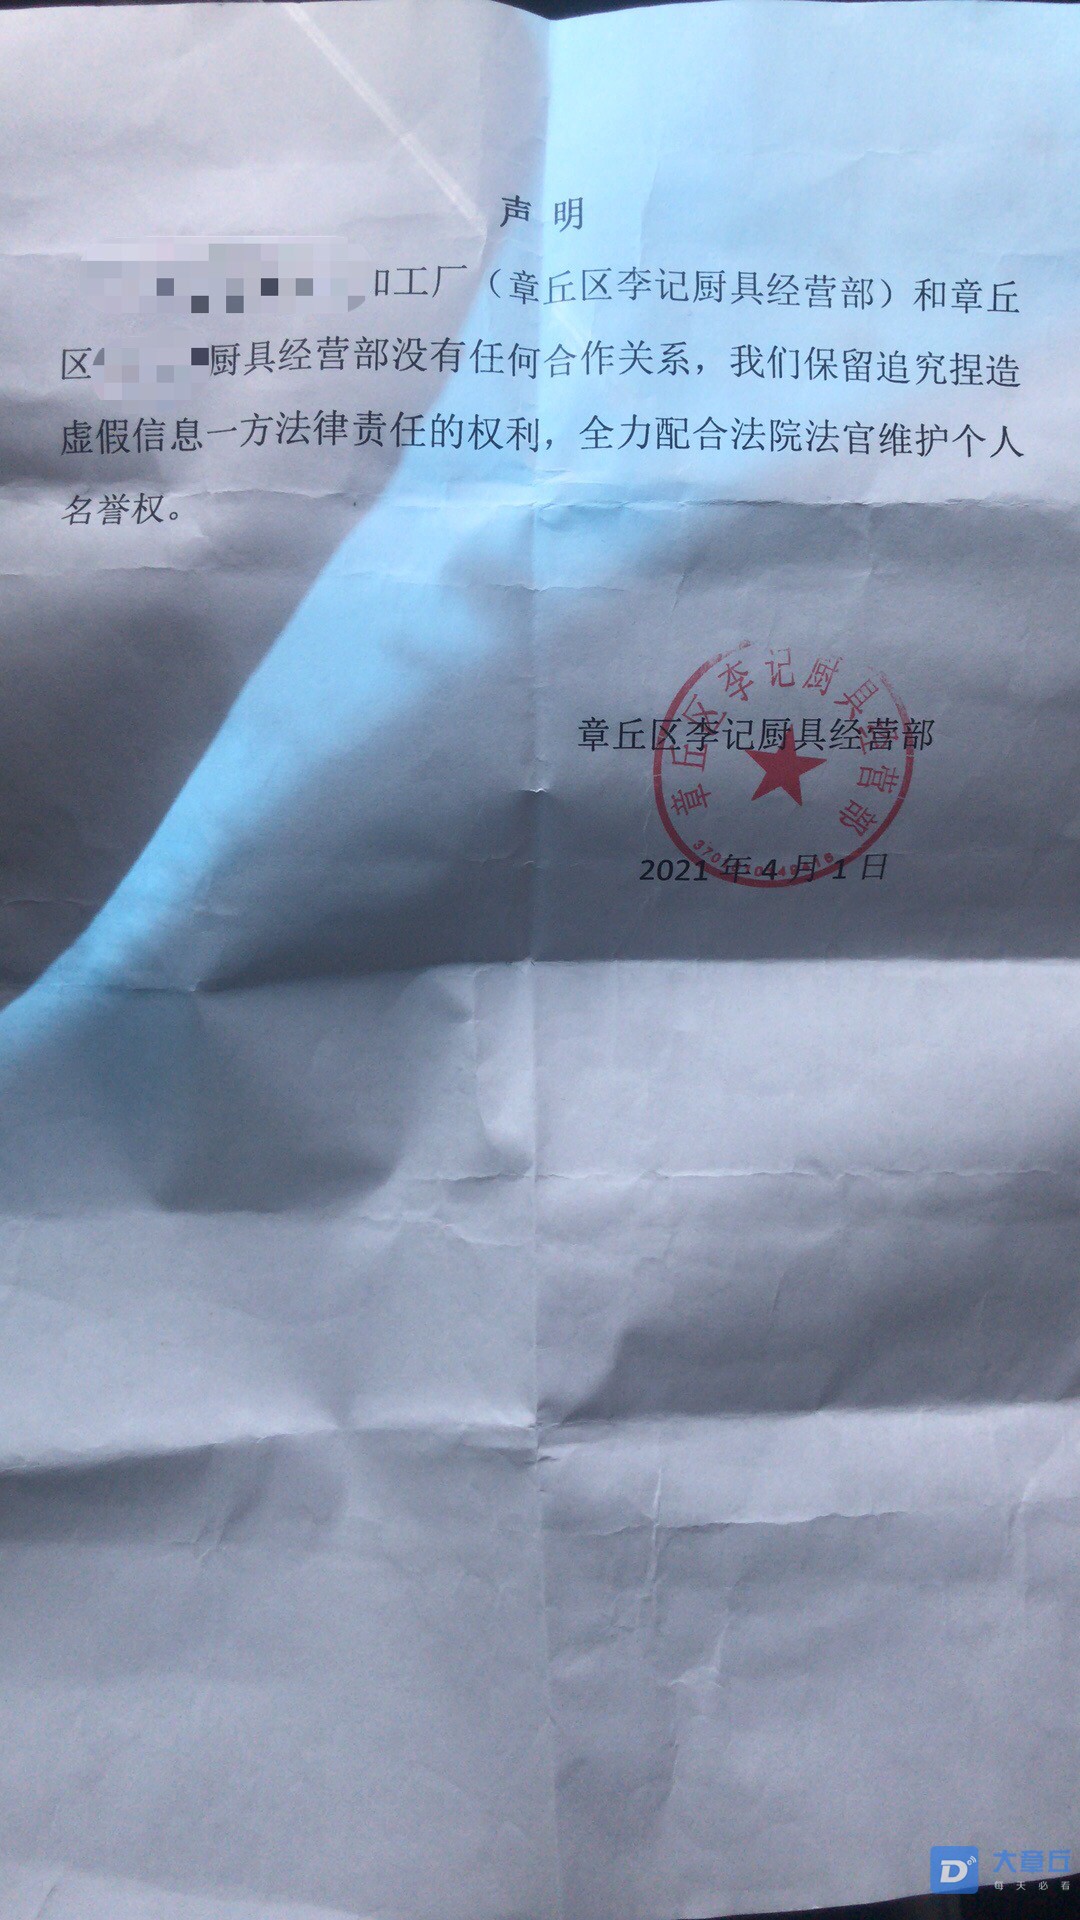 声 明
工厂（章丘区李记厨具经营部）和章丘
区 厨具经营部没有任何合作关系，我们保留追究捏造
虚假信息一方法律责任的权利，全力配合法院法官维护个人
名誉权。
章丘区李记厨具经营部
章丘区李记厨具经营部
2021 年 4 月 1 日
大章丘
每天必看